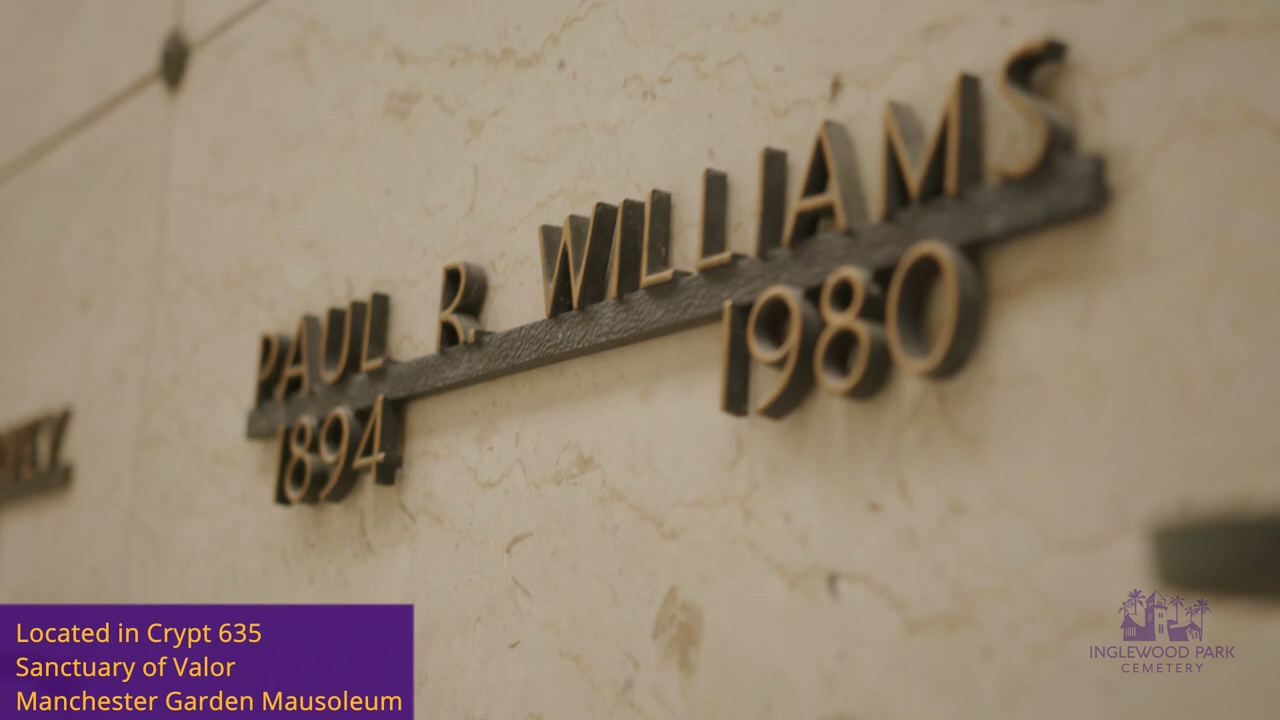 PAUL R. WILLIAMS
1894 1980
Located in Crypt 635
Sanctuary of Valor
Manchester Garden Mausoleum
INGLEWOOD PARK
CEMETERY